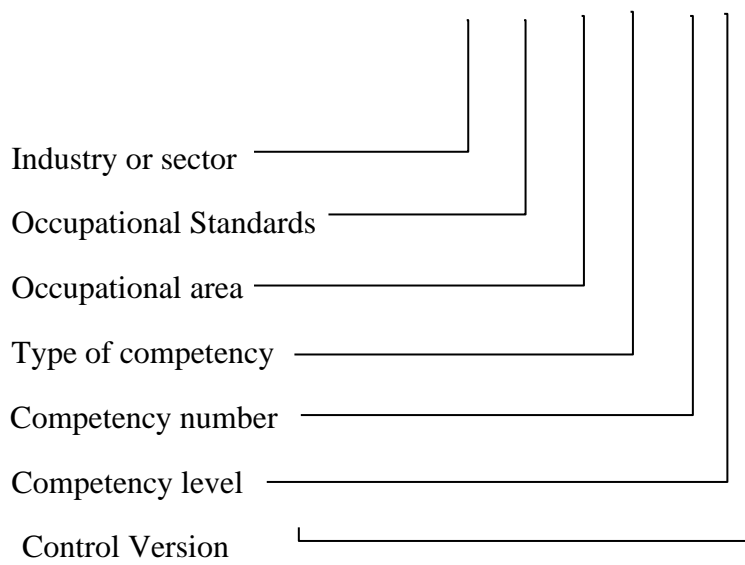 Industry or sector
Occupational Standards
Occupational area
Type of competency
Competency number
Competency level
Control Version